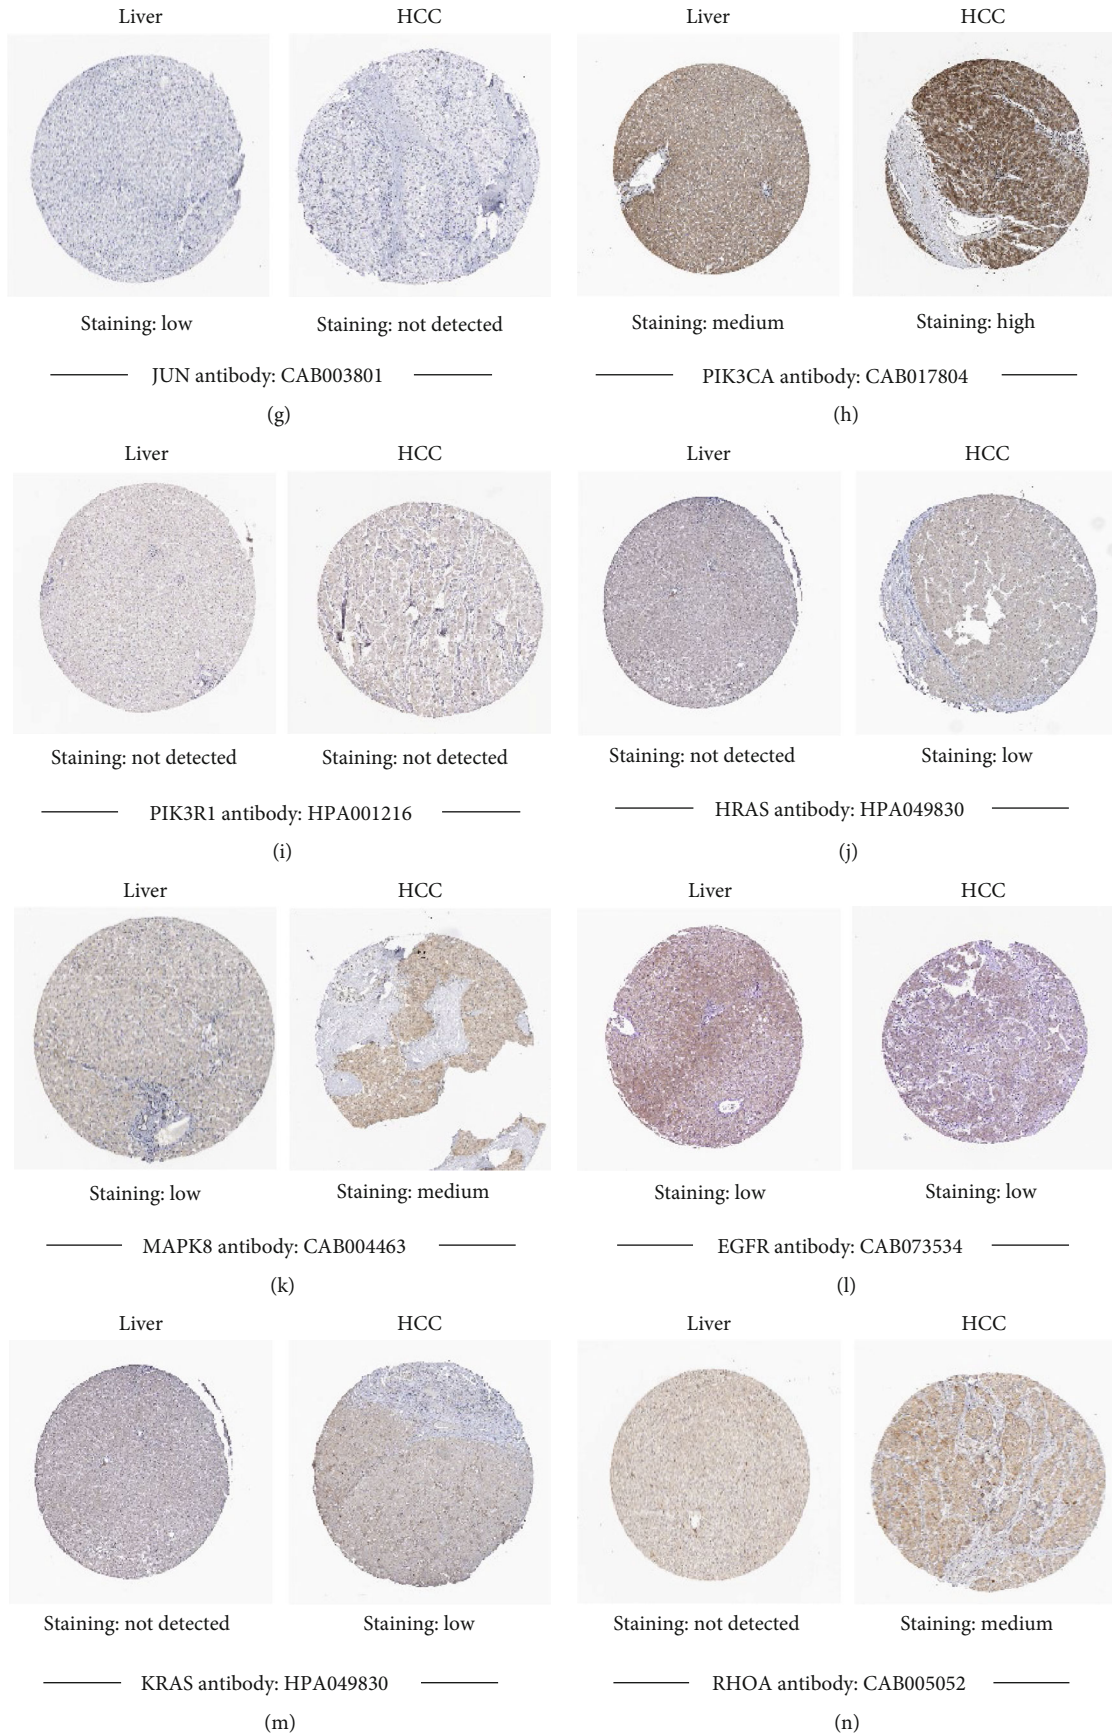 Liver HCC Liver HCC
Staining: low Staining: not detected Staining: medium Staining: high
JUN antibody: CAB003801 PIK3CA antibody: CAB017804
(g) (h)
Liver HCC Liver HCC
Staining: not detected Staining: not detected Staining: not detected Staining: low
PIK3R1 antibody: HPA001216 HRAS antibody: HPA049830
(i) (j)
Liver HCC Liver HCC
Staining: low Staining: medium Staining: low Staining: low
MAPK8 antibody: CAB004463 EGFR antibody: CAB073534
(k) (l)
Liver HCC Liver HCC
Staining: not detected Staining: low Staining: not detected Staining: medium
KRAS antibody: HPA049830 RHOA antibody: CAB005052
(m) (n)